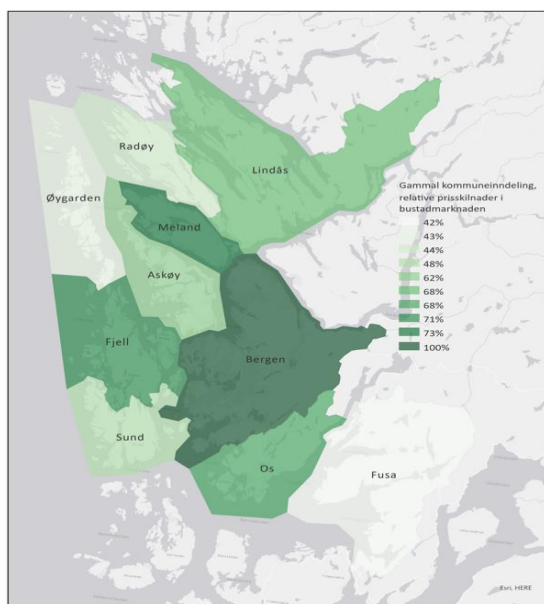 Radøy
Lindås
Øygarden
Meland
Askøy
Fjell
Bergen
Sund
Os
Fusa
Gammal kommuneinndeling,
relative prisskilnader i
bustadmarknaden
42%
43%
44%
48%
62%
68%
68%
71%
73%
100%
Esri, HERE